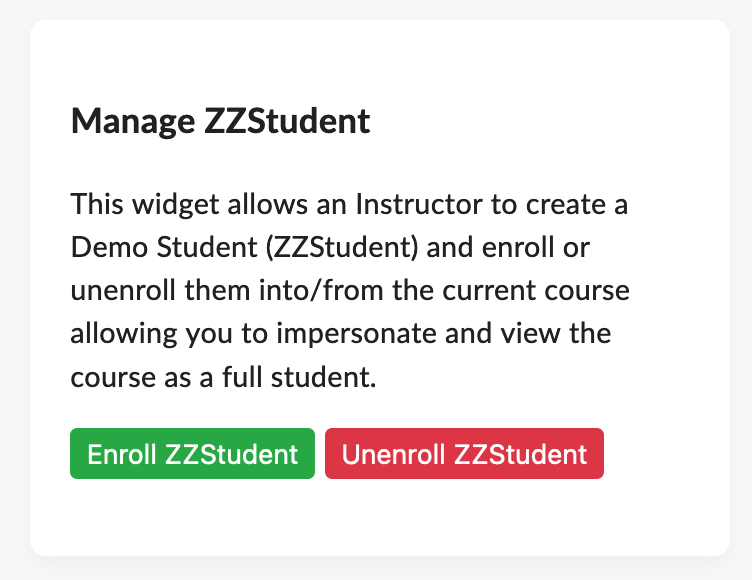 Manage ZZStudent
This widget allows an Instructor to create a
Demo Student (ZZStudent) and enroll or
unenroll them into/from the current course
allowing you to impersonate and view the
course as a full student.
Enroll ZZStudent Unenroll ZZStudent